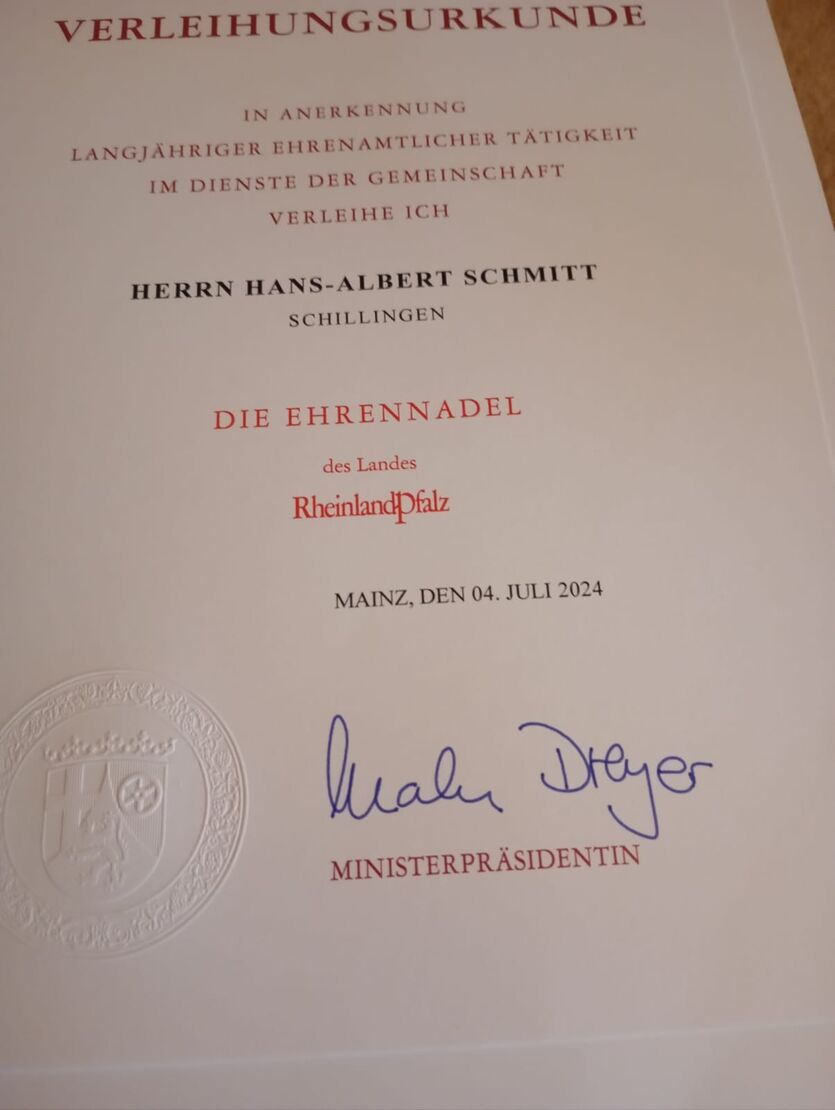 VERLEIHUNGSURKUNDE
IN ANERKENNUNG
LANGJÄHRIGER EHRENAMTLICHER TÄTIGKEIT
IM DIENSTE DER GEMEINSCHAFT
VERLEIHE ICH
HERRN HANS-ALBERT SCHMITT
SCHILLINGEN
DIE EHRENNADEL
des Landes
RheinlandPfalz
MAINZ, DEN 04. JULI 2024
Malu Dreyer
MINISTERPRÄSIDENTIN